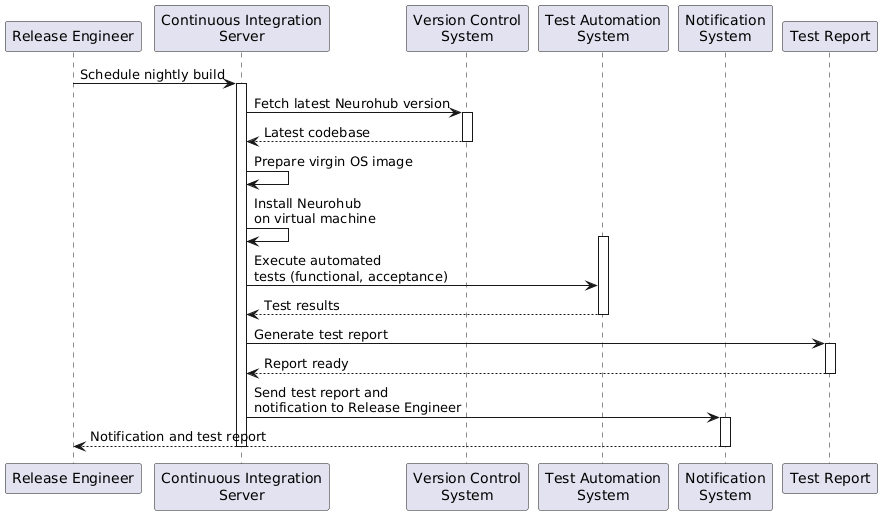 Release Engineer
Continuous Integration
Server
Version Control
System
Test Automation
System
Notification
System
Test Report
Schedule nightly build
Fetch latest Neurohub version
Latest codebase
Prepare virgin OS image
Install Neurohub
on virtual machine
Execute automated
tests (functional, acceptance)
Test results
Generate test report
Report ready
Send test report and
notification to Release Engineer
Notification and test report
Release Engineer
Continuous Integration
Server
Version Control
System
Test Automation
System
Notification
System
Test Report